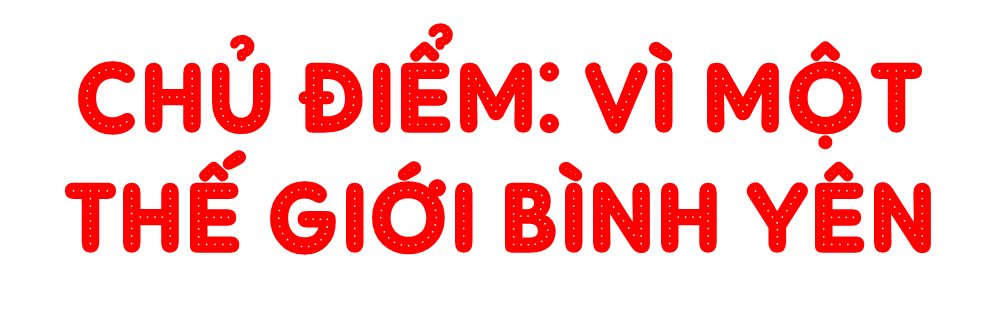 CHỦ ĐIỂM: VÌ MỘT
THẾ GIỚI BÌNH YÊN